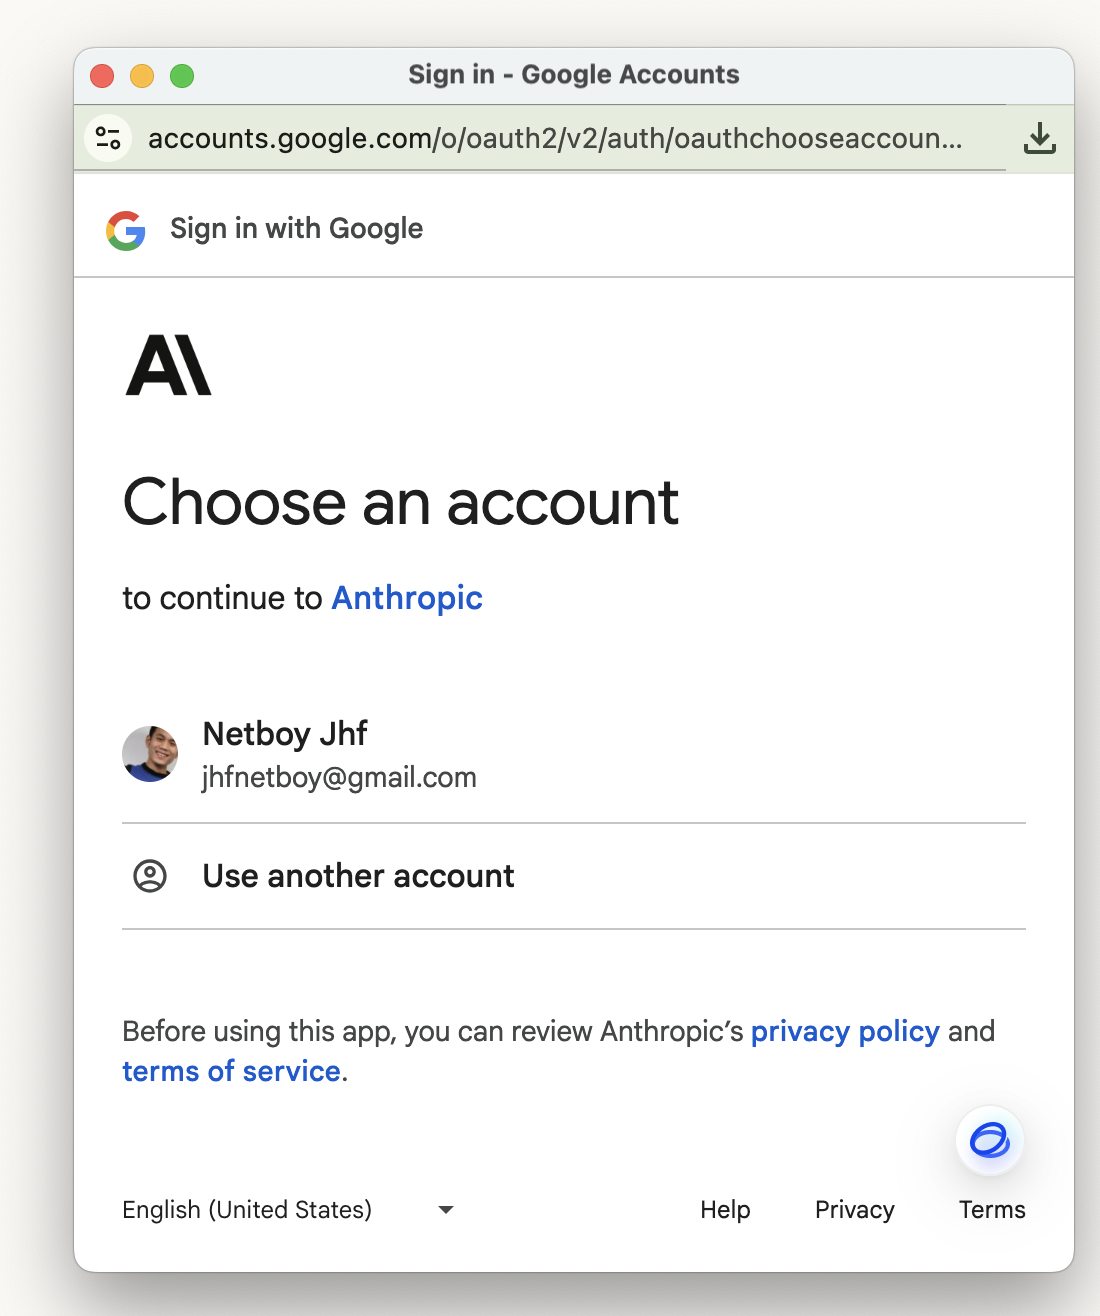 Sign in - Google Accounts
accounts.google.com/o/oauth2/v2/auth/oauthchooseaccoun...
Sign in with Google
Choose an account
to continue to Anthropic
Netboy Jhf
jhfnetboy@gmail.com
Use another account
Before using this app, you can review Anthropic’s privacy policy and
terms of service.
English (United States)
Help Privacy Terms